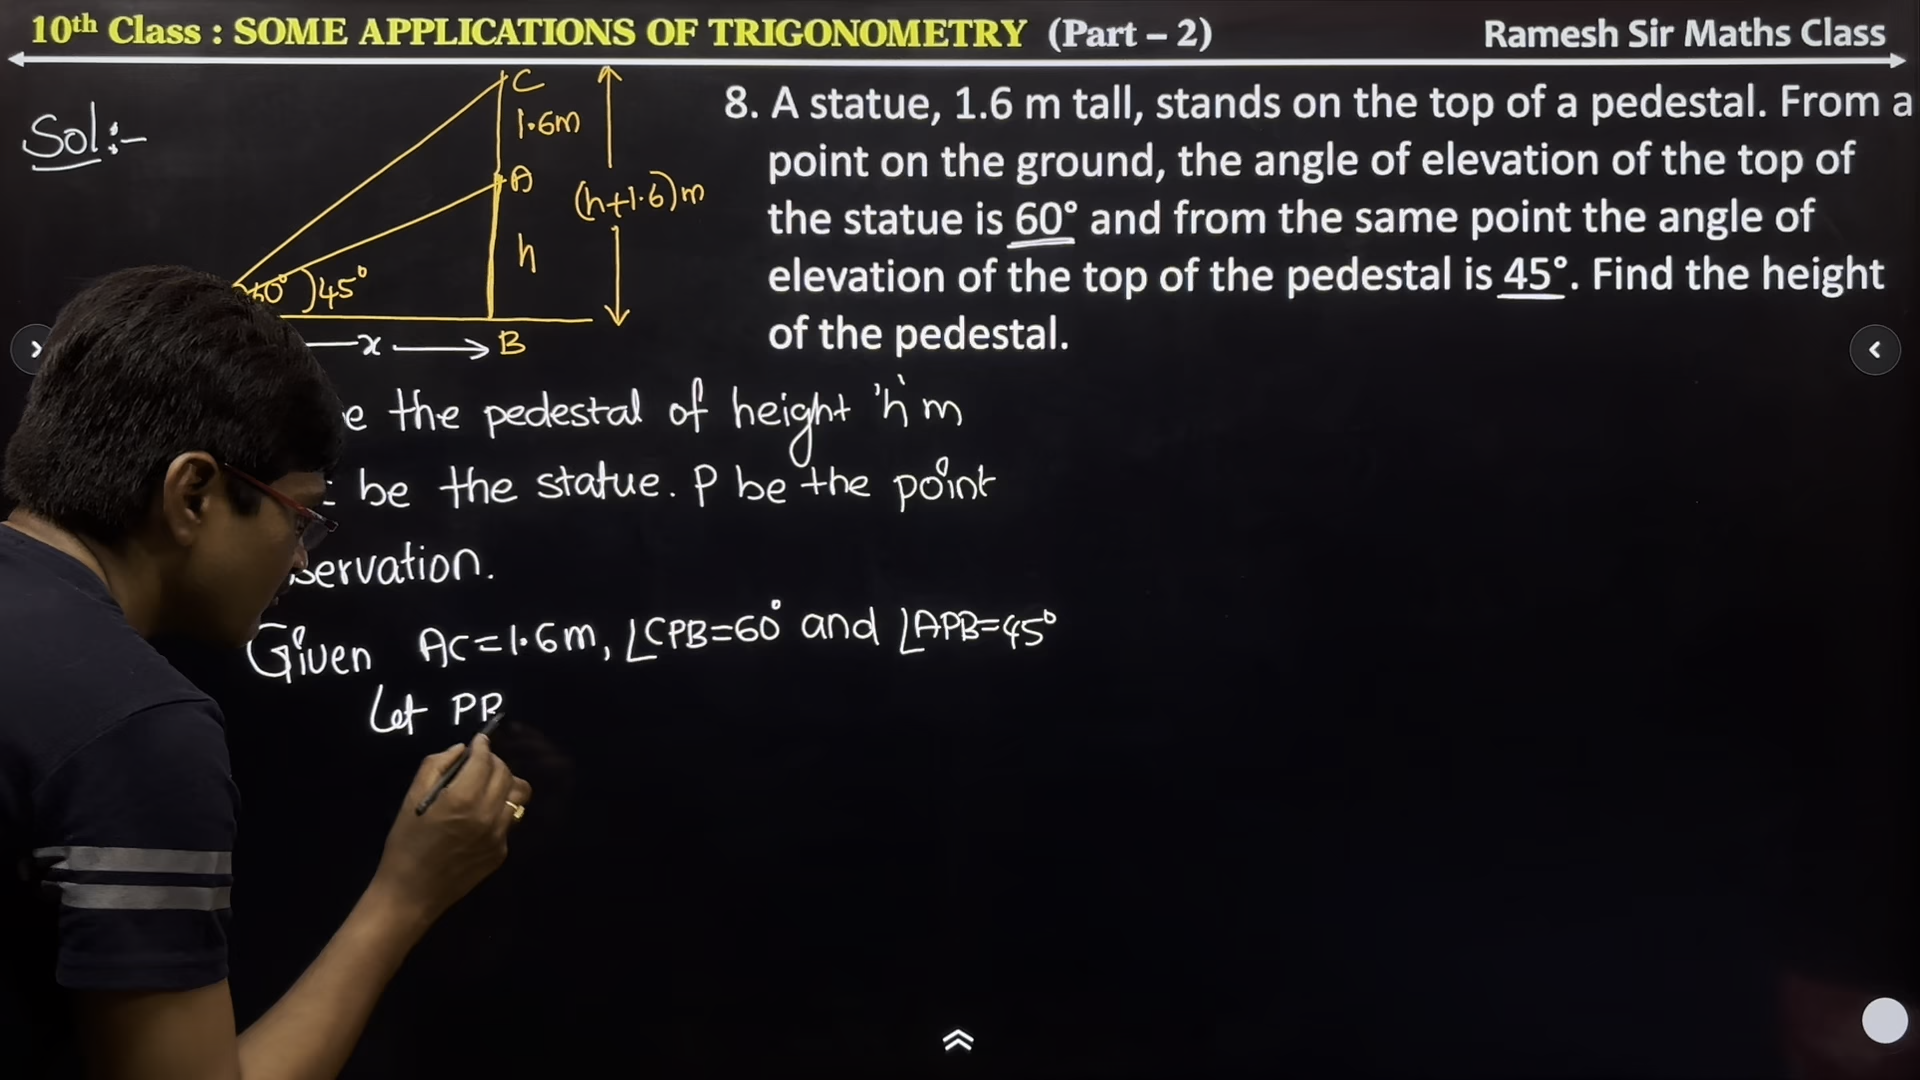 10th Class : SOME APPLICATIONS OF TRIGONOMETRY (Part – 2)
Ramesh Sir Maths Class
Sol:-
C
1.6m
A
(h+1.6)m
h
60° 45°
x B
8. A statue, 1.6 m tall, stands on the top of a pedestal. From a
point on the ground, the angle of elevation of the top of
the statue is 60° and from the same point the angle of
elevation of the top of the pedestal is 45°. Find the height
of the pedestal.
the pedestal of height 'h' m
be the statue. P be the point
servation.
Given AC=1.6m, ∠CPB=60° and ∠APB=45°
Let PB